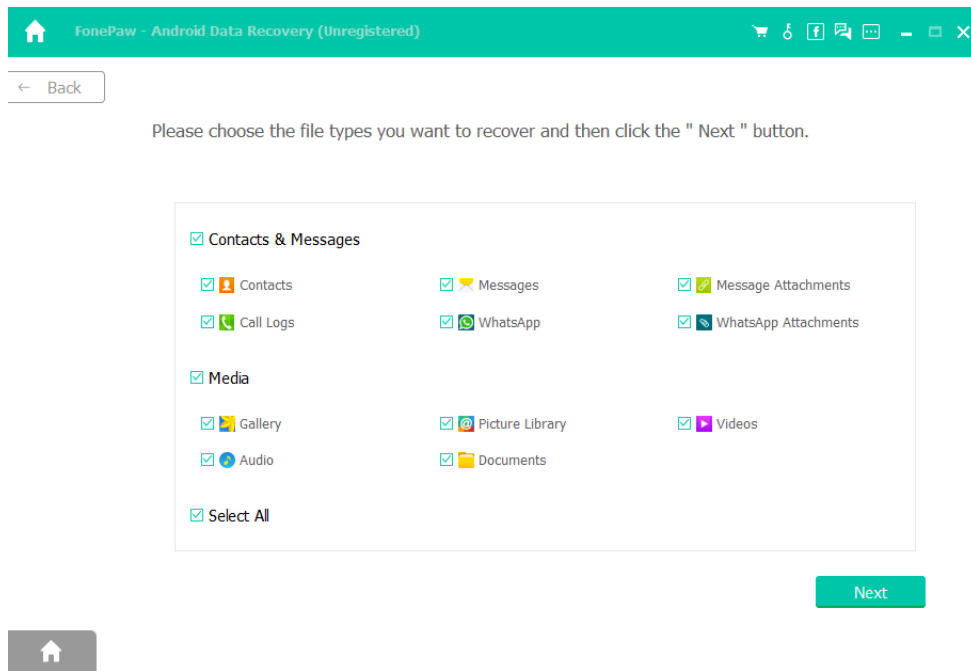 FonePaw - Android Data Recovery (Unregistered)
Back
Please choose the file types you want to recover and then click the " Next " button.
Contacts & Messages
Contacts Messages Message Attachments
Call Logs WhatsApp WhatsApp Attachments
Media
Gallery Picture Library Videos
Audio Documents
Select All
Next